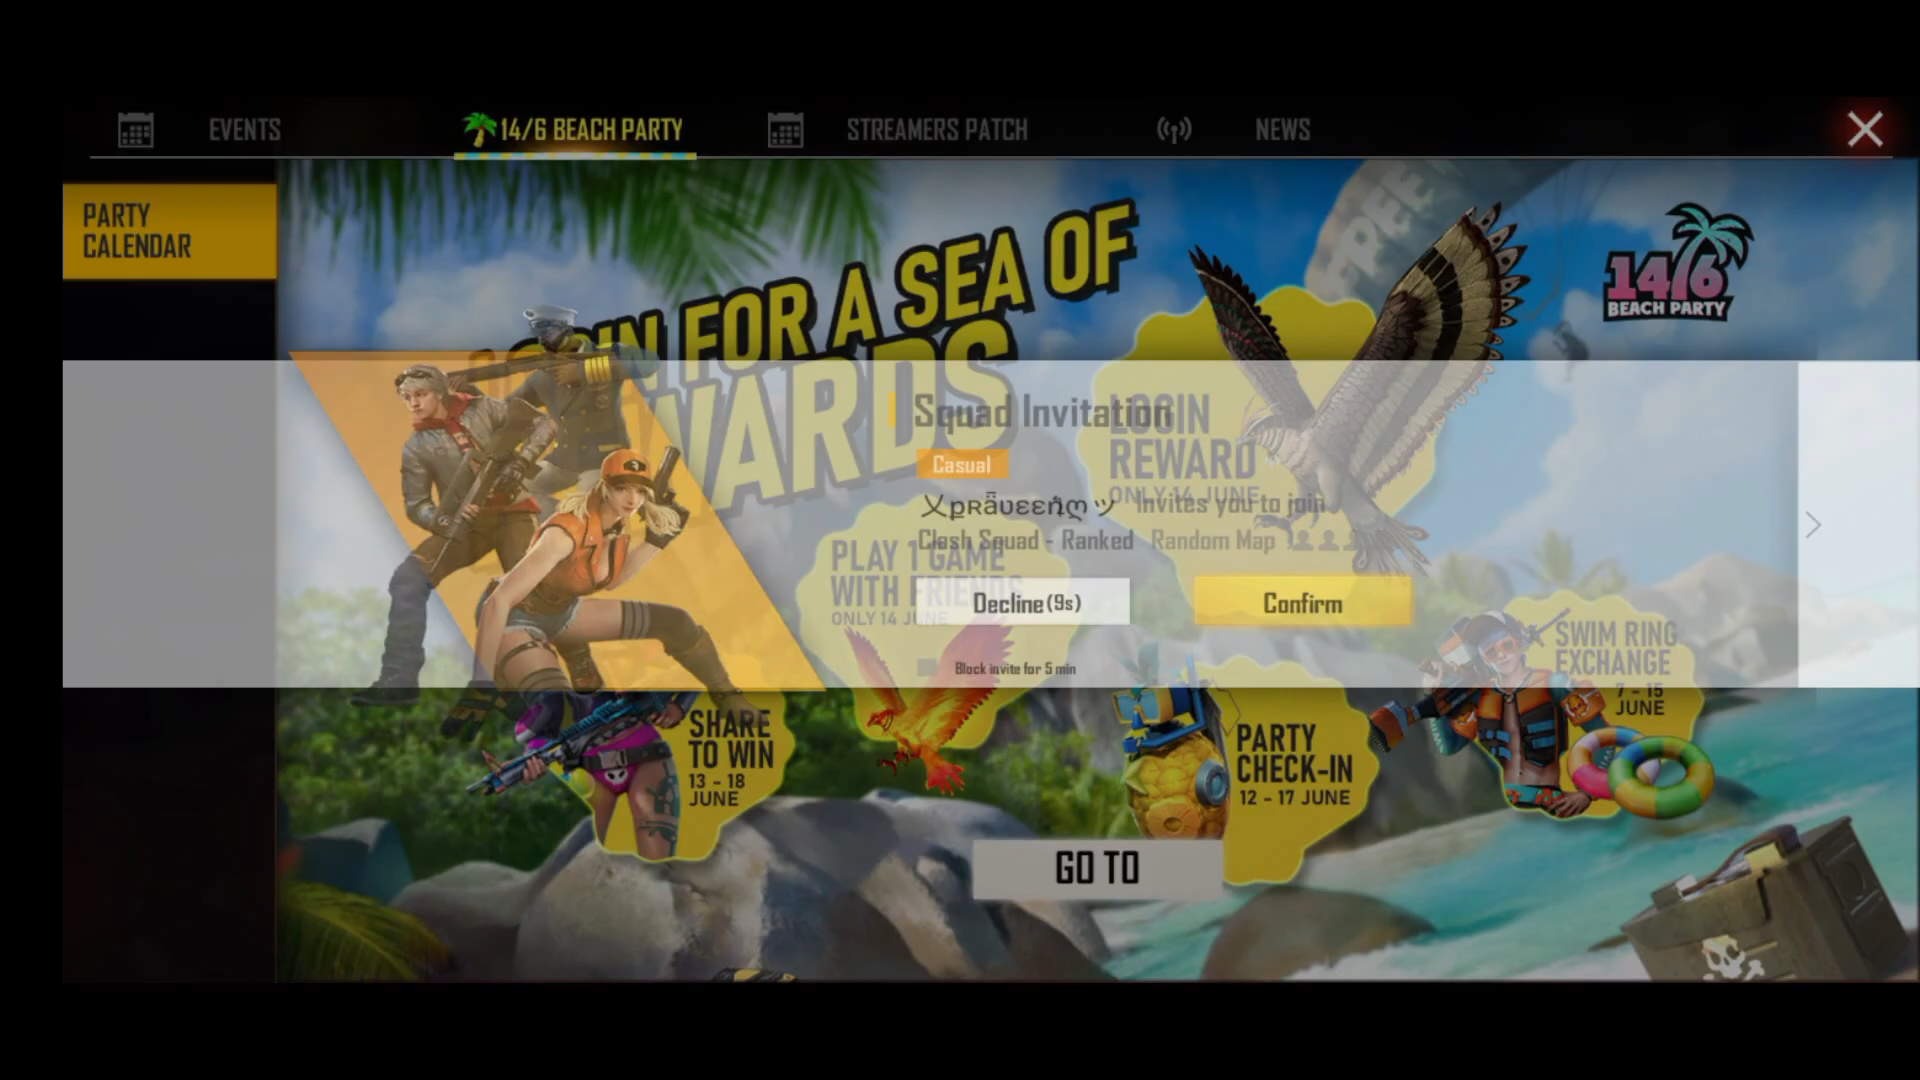 EVENTS
14/6 BEACH PARTY
STREAMERS PATCH
NEWS
PARTY
CALENDAR
FOR A SEA OF
FREE
14/6
BEACH PARTY
Squad Invitation
LOGIN
REWARD
ONLY 14 JUNE
Casual
Invites you to join
Clash Squad - Ranked Random Map
PLAY 1 GAME
WITH FRIENDS
ONLY 14 JUNE
Decline(9s)
Confirm
Block invite for 5 min
SWIM RING
EXCHANGE
7 - 15
JUNE
SHARE
TO WIN
13 - 18
JUNE
PARTY
CHECK-IN
12 - 17 JUNE
GO TO